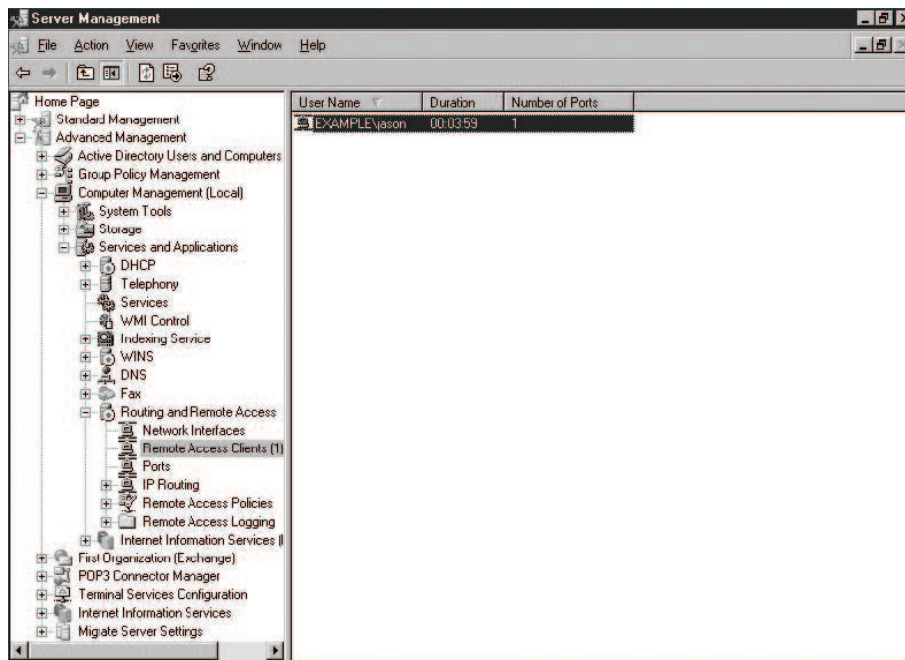 Server Management
File Action View Favorites Window Help
Home Page
Standard Management
Advanced Management
Active Directory Users and Computers
Group Policy Management
Computer Management (Local)
System Tools
Storage
Services and Applications
DHCP
Telephony
Services
WMI Control
Indexing Service
WINS
DNS
Fax
Routing and Remote Access
Network Interfaces
Remote Access Clients (1)
Ports
IP Routing
Remote Access Policies
Remote Access Logging
Internet Information Services (
First Organization (Exchange)
POP3 Connector Manager
Terminal Services Configuration
Internet Information Services
Migrate Server Settings
User Name Duration Number of Ports
EXAMPLE\jason 00:03:59 1